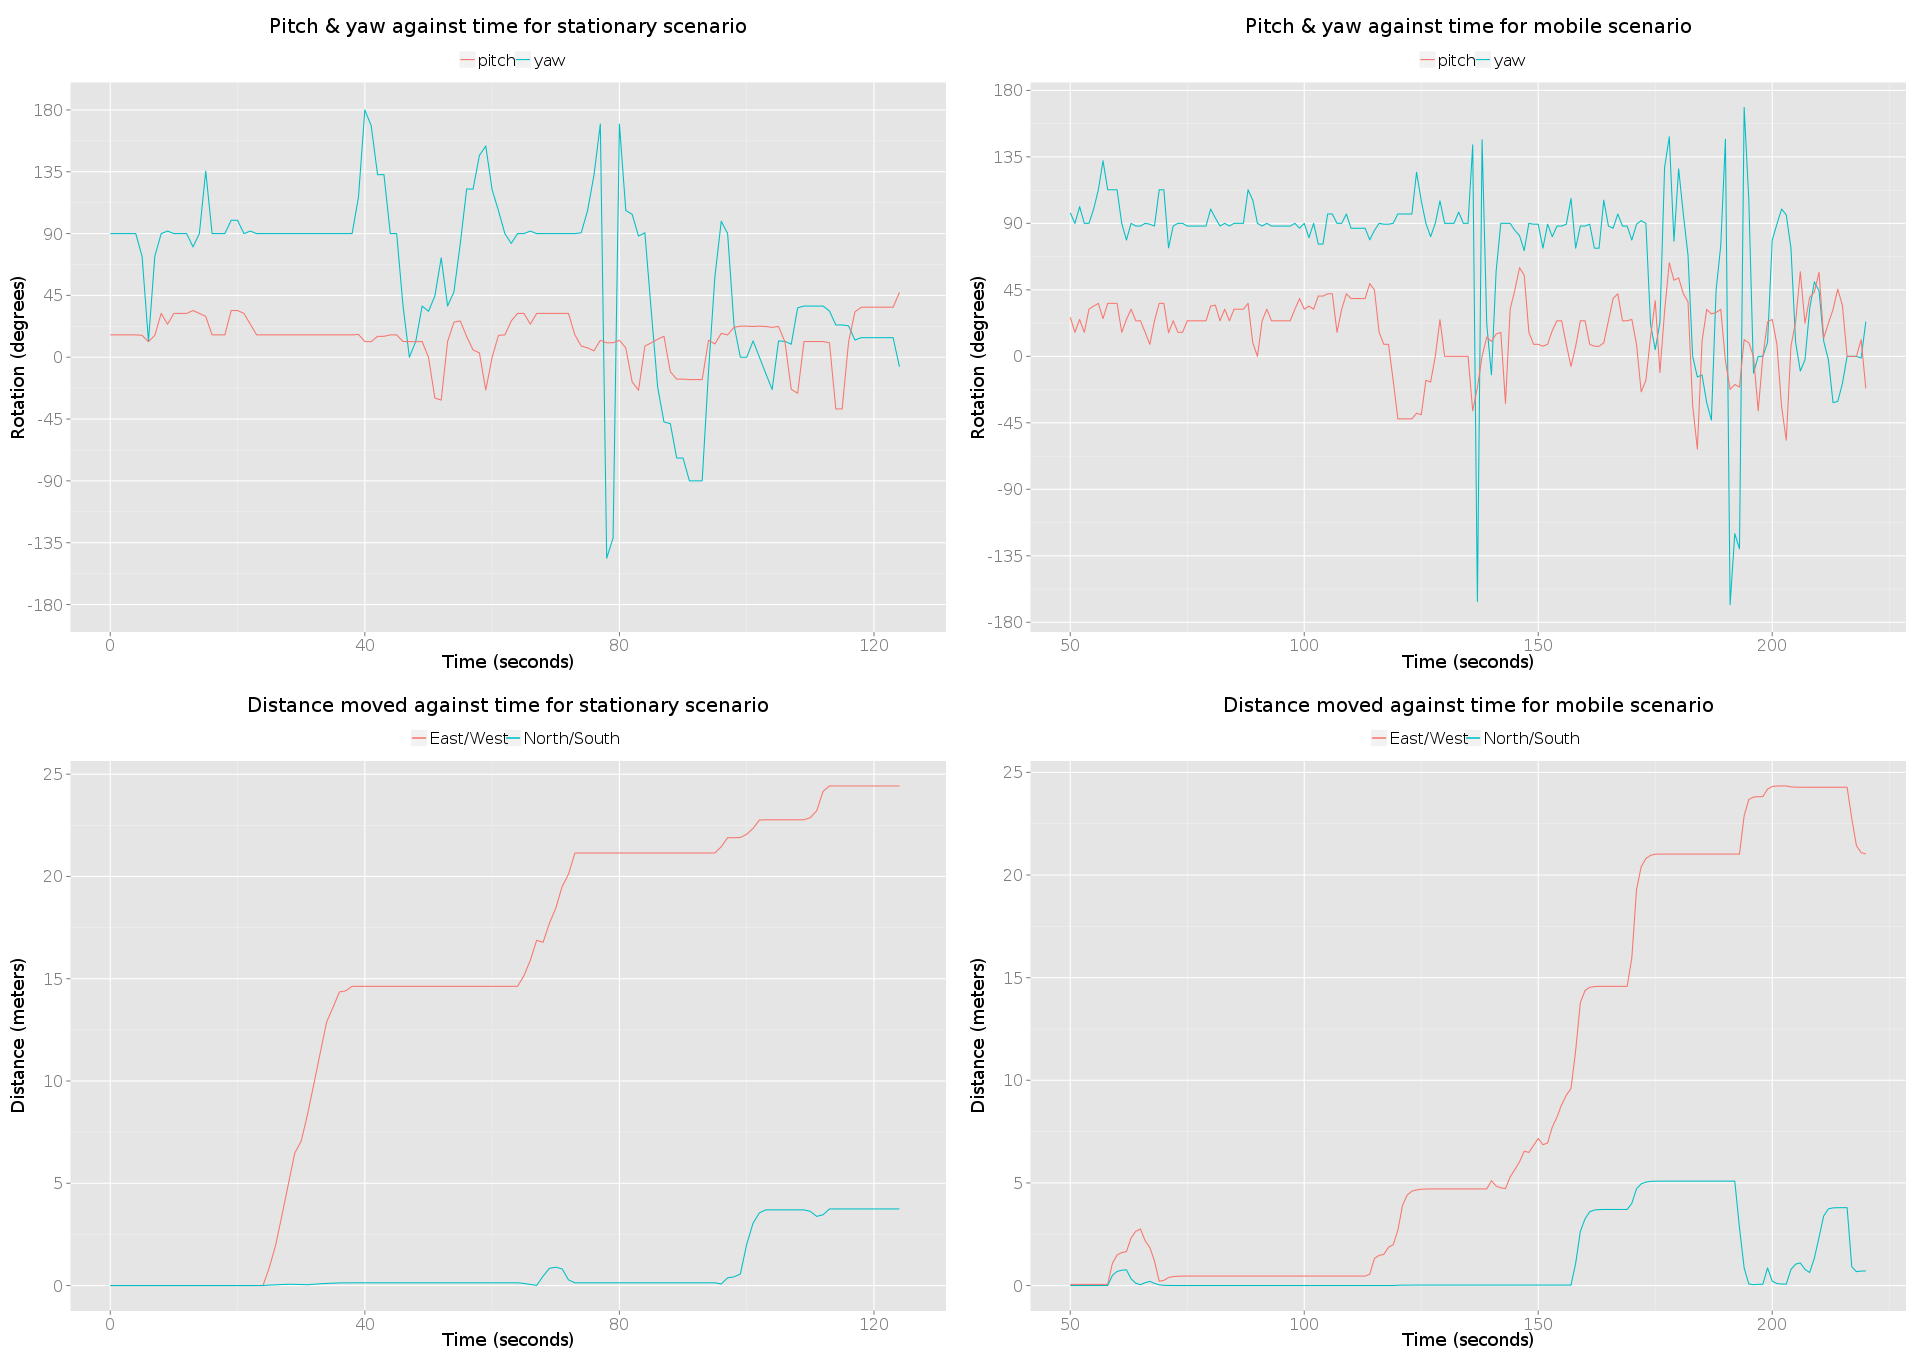 Pitch & yaw against time for stationary scenario
pitch yaw
180
135
90
45
0
-45
-90
-135
-180
Rotation (degrees)
0 40 80 120
Time (seconds)
Pitch & yaw against time for mobile scenario
pitch yaw
180
135
90
45
0
-45
-90
-135
-180
Rotation (degrees)
50 100 150 200
Time (seconds)
Distance moved against time for stationary scenario
East/West North/South
25
20
15
10
5
0
Distance (meters)
0 40 80 120
Time (seconds)
Distance moved against time for mobile scenario
East/West North/South
25
20
15
10
5
0
Distance (meters)
50 100 150 200
Time (seconds)